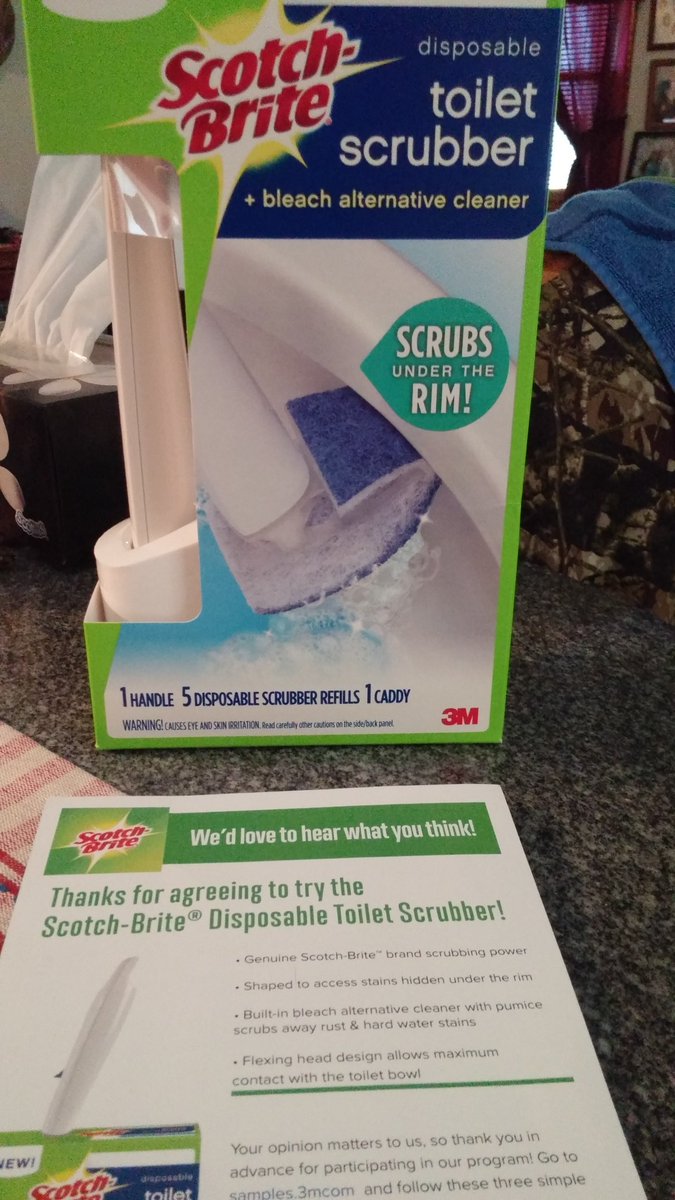 Scotch-
Brite
disposable
toilet
scrubber
+ bleach alternative cleaner
SCRUBS
UNDER THE
RIM!
1 HANDLE 5 DISPOSABLE SCRUBBER REFILLS 1 CADDY
WARNING! CAUSES EYE AND SKIN IRRITATION. Read carefully other cautions on the side/back panel.
3M
Scotch-
Brite
We'd love to hear what you think!
Thanks for agreeing to try the
Scotch-Brite® Disposable Toilet Scrubber!
• Genuine Scotch-Brite™ brand scrubbing power
• Shaped to access stains hidden under the rim
• Built-in bleach alternative cleaner with pumice
scrubs away rust & hard water stains
• Flexing head design allows maximum
contact with the toilet bowl
Your opinion matters to us, so thank you in
advance for participating in our program! Go to
samples.3mcom and follow these three simple
NEW!
Scotch-
disposable
toilet